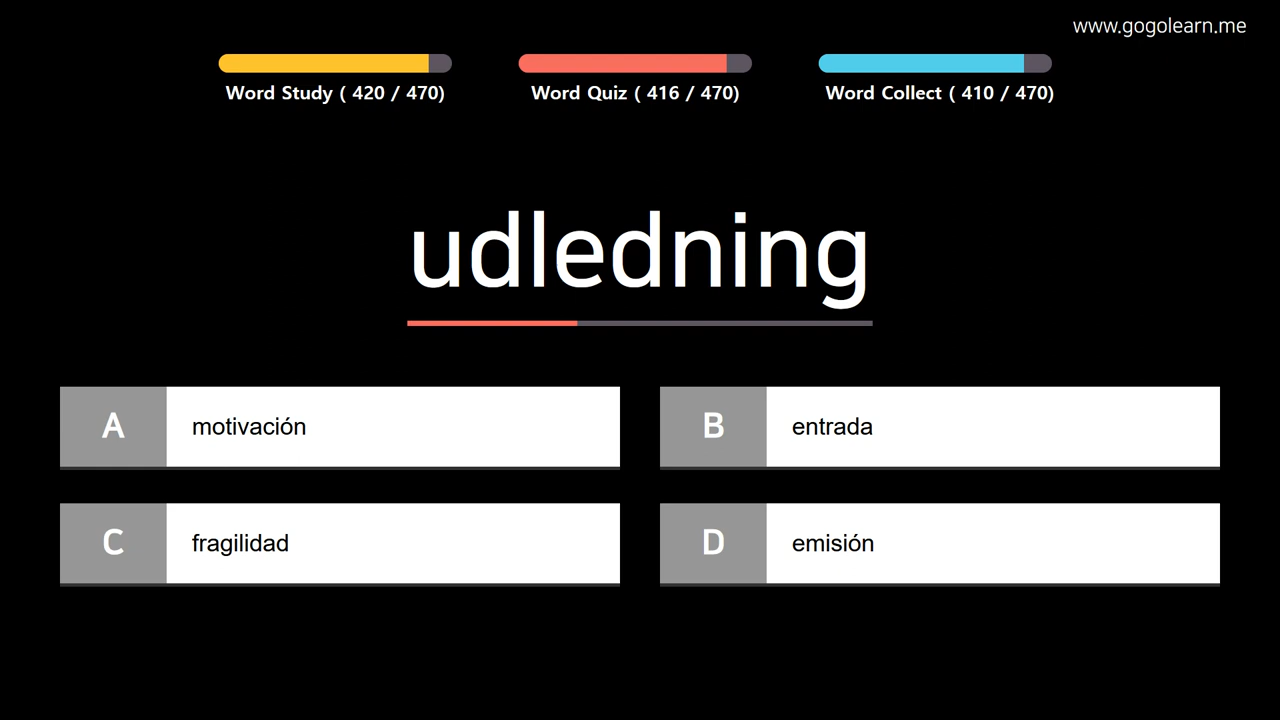 www.gogolearn.me
Word Study ( 420 / 470)
Word Quiz ( 416 / 470)
Word Collect ( 410 / 470)
udledning
A motivación
B entrada
C fragilidad
D emisión